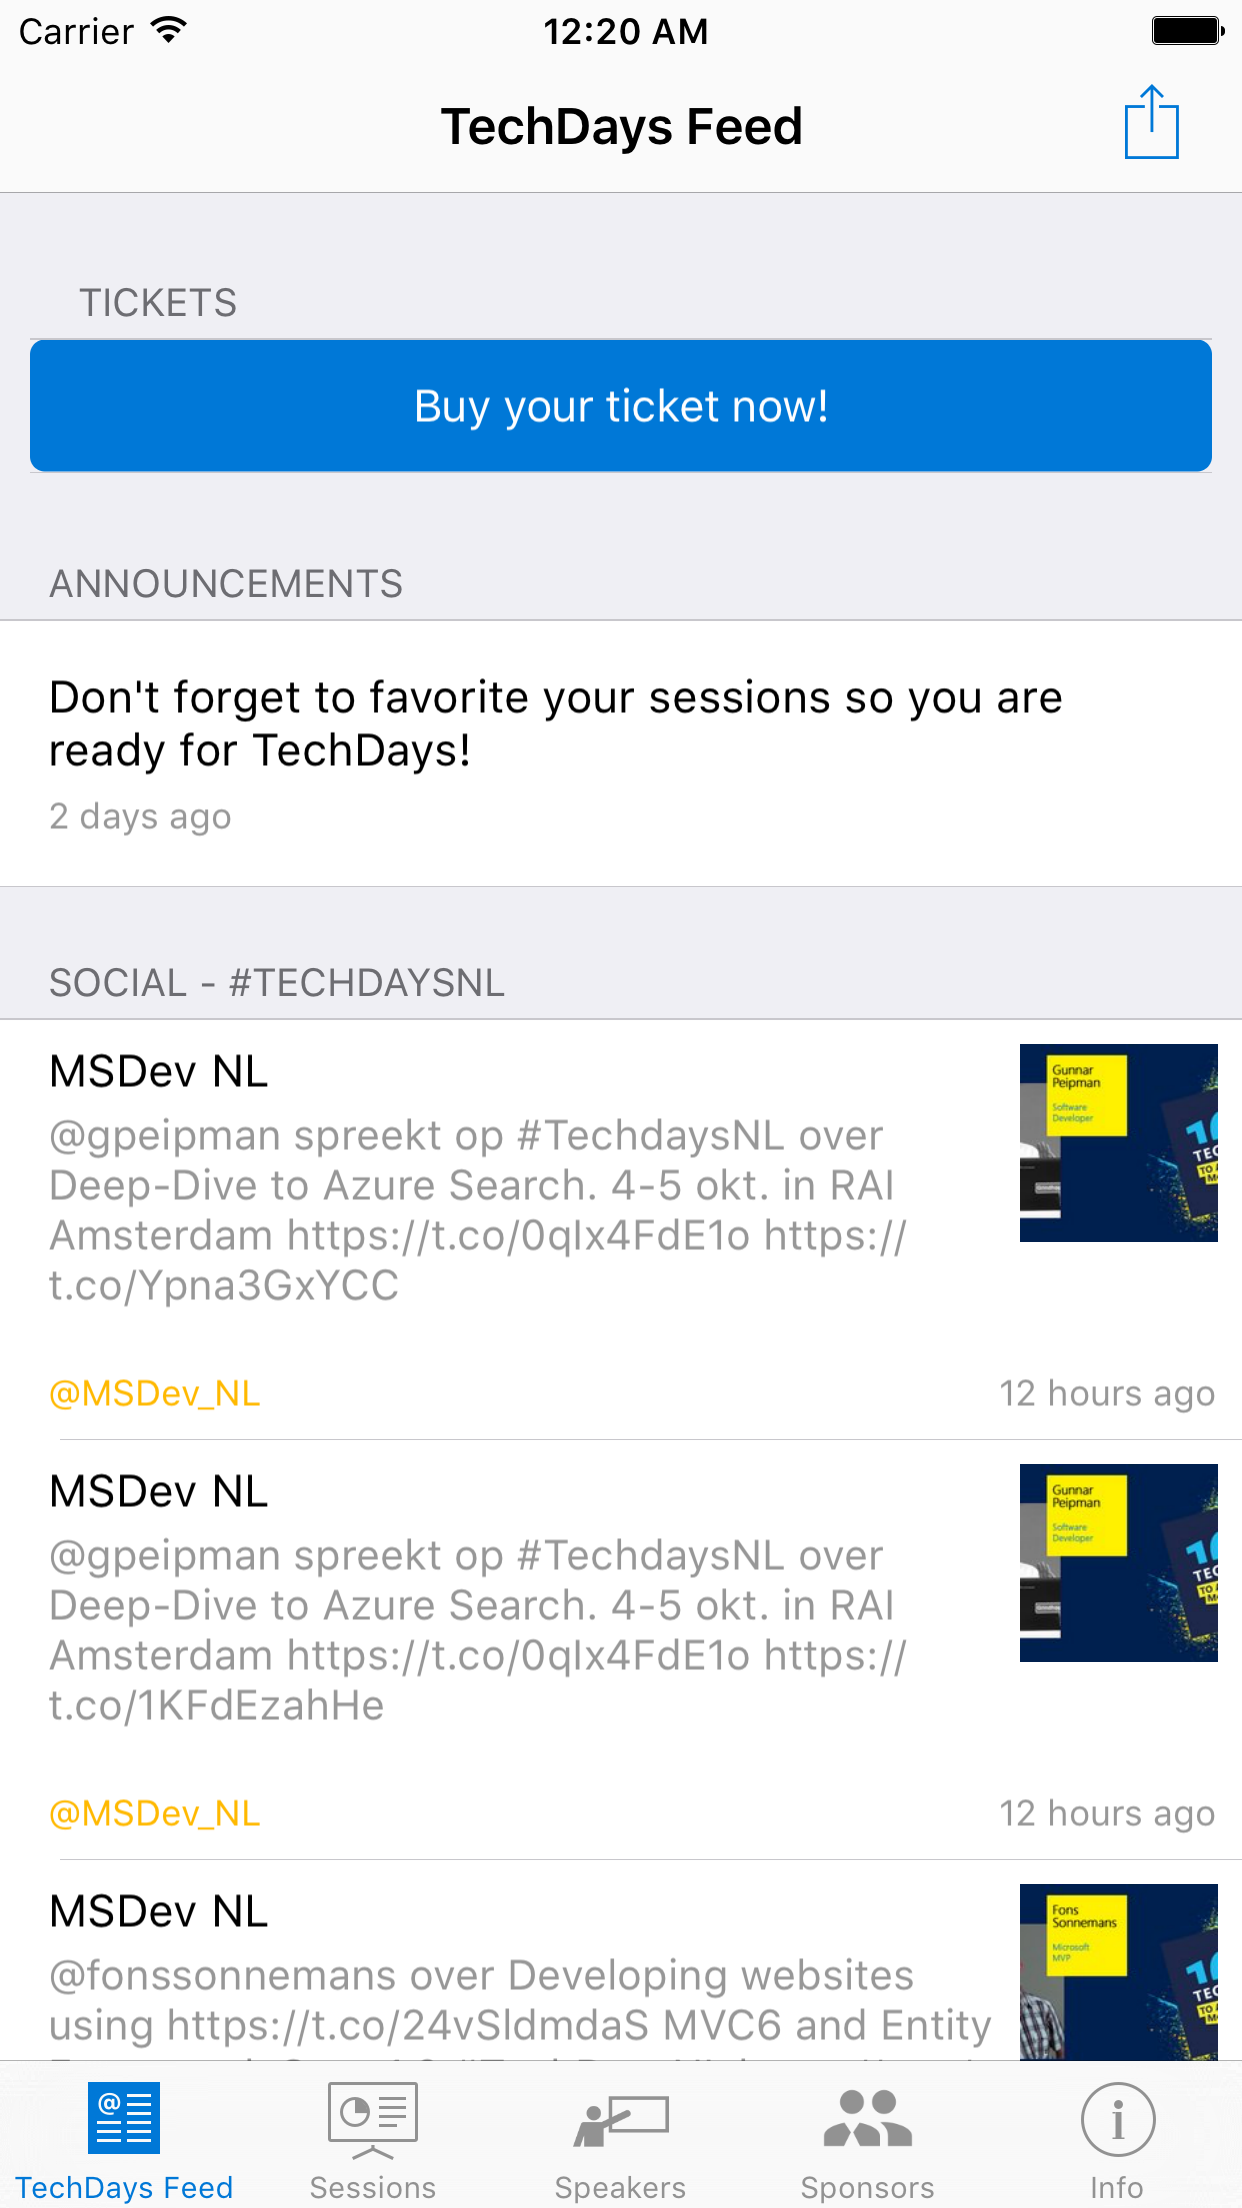 Carrier 12:20 AM
TechDays Feed
TICKETS
Buy your ticket now!
ANNOUNCEMENTS
Don't forget to favorite your sessions so you are
ready for TechDays!
2 days ago
SOCIAL - #TECHDAYSNL
MSDev NL
@gpeipman spreekt op #TechdaysNL over
Deep-Dive to Azure Search. 4-5 okt. in RAI
Amsterdam https://t.co/0qIx4FdE1o https://
t.co/Ypna3GxYCC
Gunnar
Peipman
Software
Developer
@MSDev_NL 12 hours ago
MSDev NL
@gpeipman spreekt op #TechdaysNL over
Deep-Dive to Azure Search. 4-5 okt. in RAI
Amsterdam https://t.co/0qIx4FdE1o https://
t.co/1KFdEzahHe
Gunnar
Peipman
Software
Developer
@MSDev_NL 12 hours ago
MSDev NL
@fonssonnemans over Developing websites
using https://t.co/24vSldmdaS MVC6 and Entity
Fons
Sonnemans
Microsoft
MVP
TechDays Feed Sessions Speakers Sponsors Info